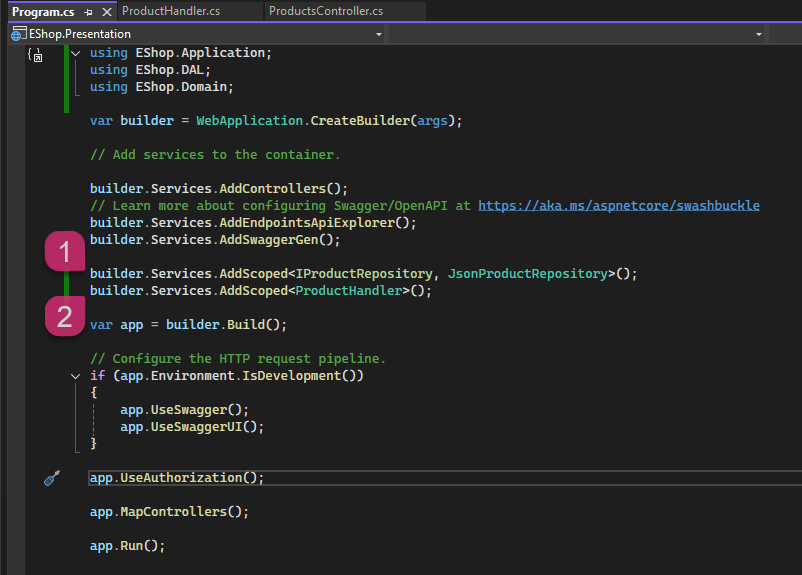 Program.cs
ProductHandler.cs
ProductsController.cs
EShop.Presentation
using EShop.Application;
using EShop.DAL;
using EShop.Domain;
var builder = WebApplication.CreateBuilder(args);
// Add services to the container.
builder.Services.AddControllers();
// Learn more about configuring Swagger/OpenAPI at https://aka.ms/aspnetcore/swashbuckle
builder.Services.AddEndpointsApiExplorer();
builder.Services.AddSwaggerGen();
1
builder.Services.AddScoped<IProductRepository, JsonProductRepository>();
builder.Services.AddScoped<ProductHandler>();
2
var app = builder.Build();
// Configure the HTTP request pipeline.
if (app.Environment.IsDevelopment())
{
app.UseSwagger();
app.UseSwaggerUI();
}
app.UseAuthorization();
app.MapControllers();
app.Run();